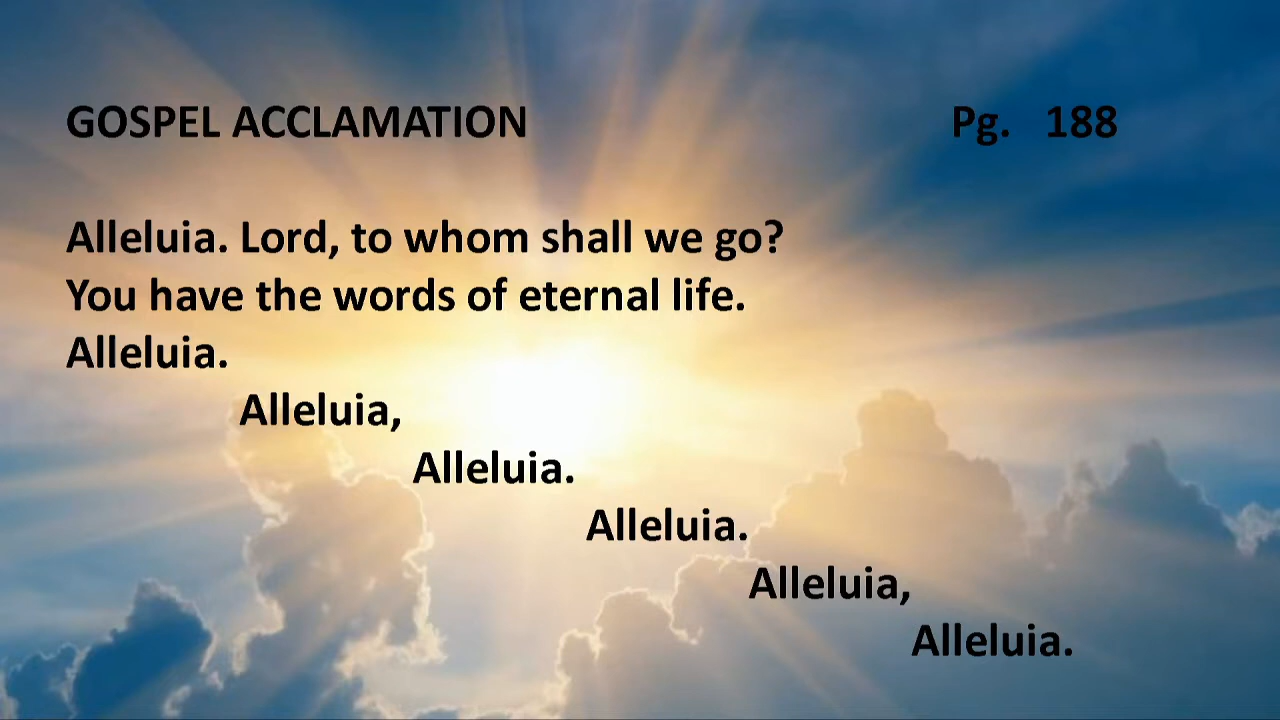 GOSPEL ACCLAMATION Pg. 188
Alleluia. Lord, to whom shall we go?
You have the words of eternal life.
Alleluia.
Alleluia,
Alleluia.
Alleluia.
Alleluia,
Alleluia.